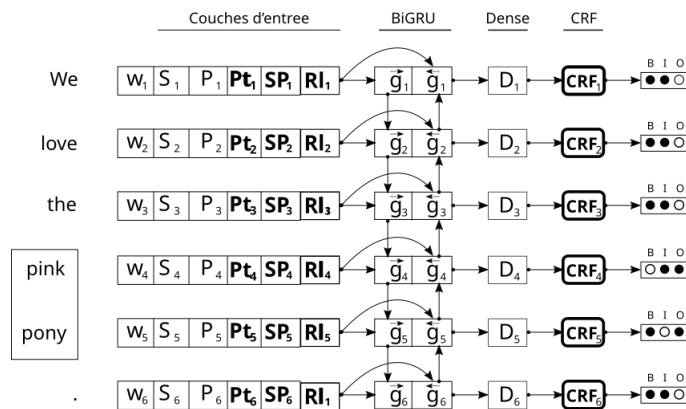 Couches d'entree BiGRU Dense CRF
B I O
We w1 S1 P1 Pt1 SP1 RI1 g1 g1 D1 CRF1
B I O
love w2 S2 P2 Pt2 SP2 RI2 g2 g2 D2 CRF2
B I O
the w3 S3 P3 Pt3 SP3 RI3 g3 g3 D3 CRF3
B I O
pink w4 S4 P4 Pt4 SP4 RI4 g4 g4 D4 CRF4
B I O
pony w5 S5 P5 Pt5 SP5 RI5 g5 g5 D5 CRF5
B I O
. w6 S6 P6 Pt6 SP6 RI1 g6 g6 D6 CRF6